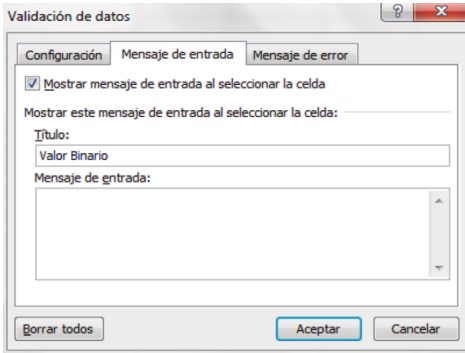 Validación de datos
Configuración Mensaje de entrada Mensaje de error
Mostrar mensaje de entrada al seleccionar la celda
Mostrar este mensaje de entrada al seleccionar la celda:
Título:
Valor Binario
Mensaje de entrada:
Borrar todos Aceptar Cancelar